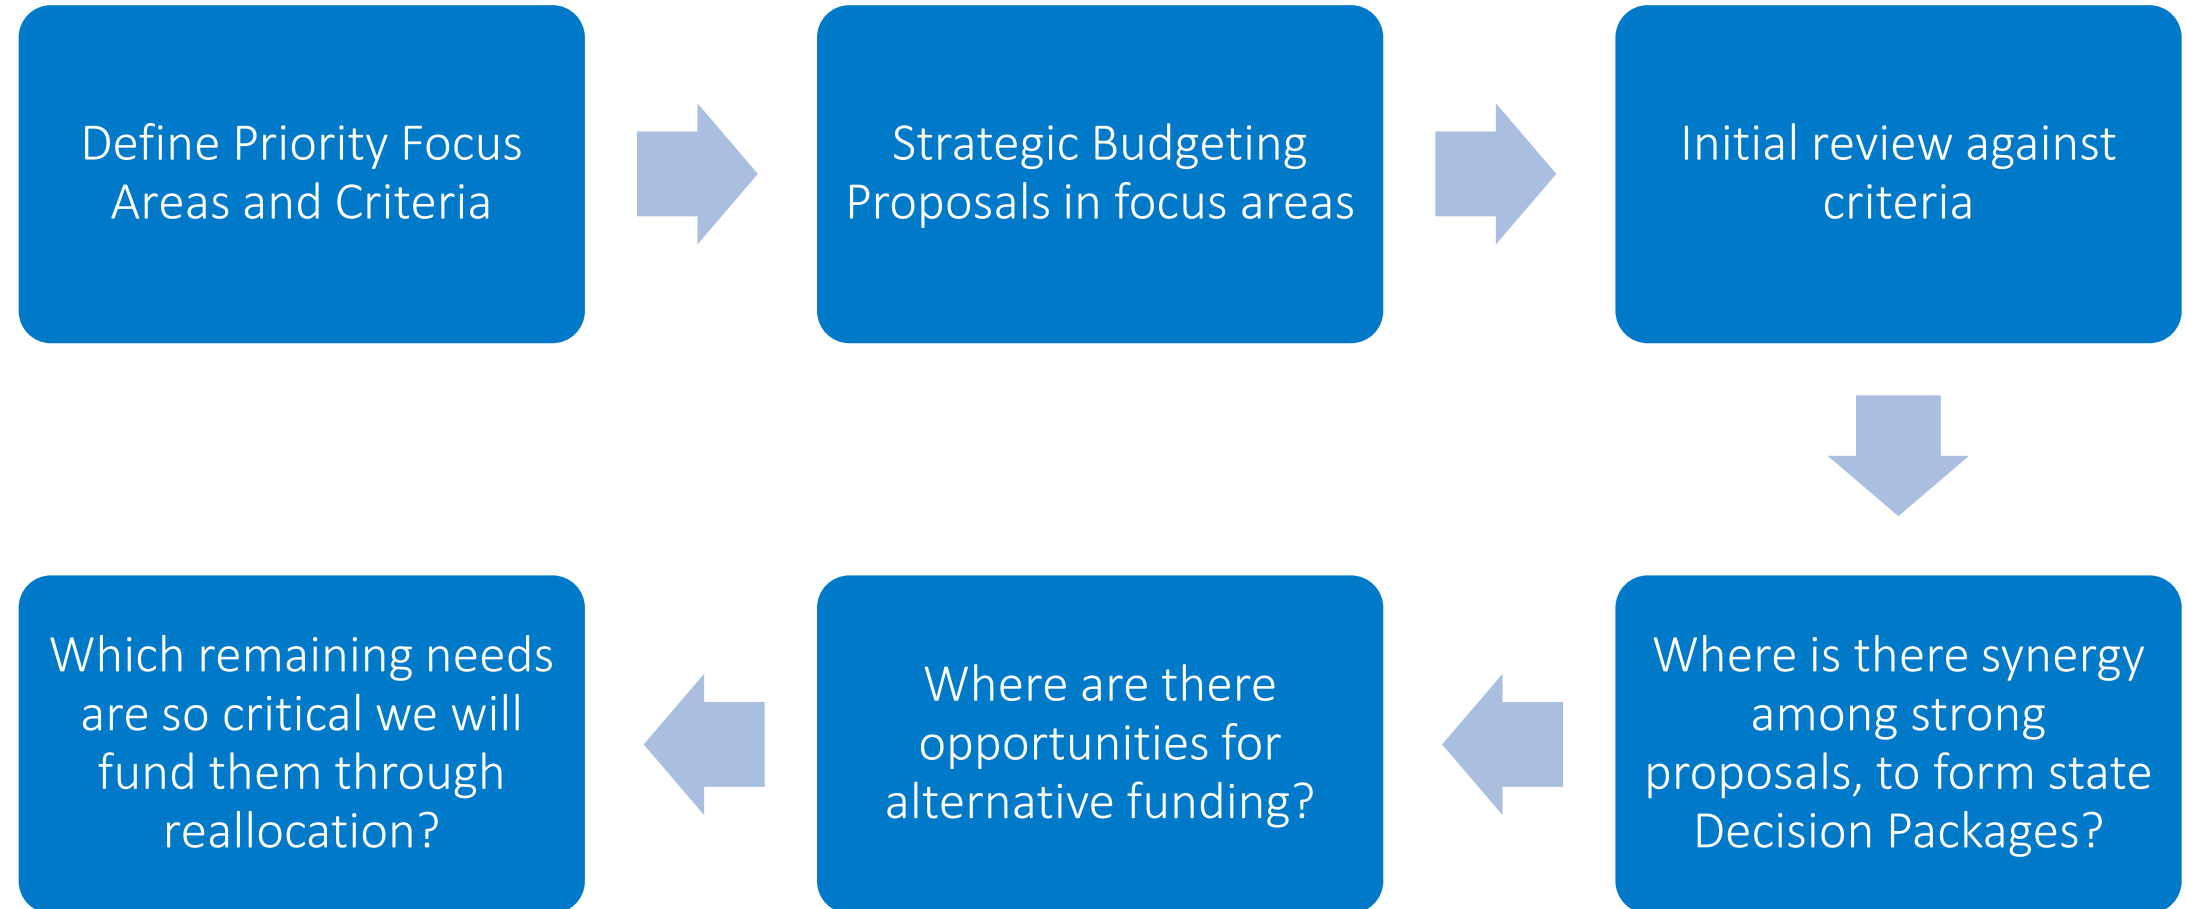 Define Priority Focus
Areas and Criteria
Strategic Budgeting
Proposals in focus areas
Initial review against
criteria
Where is there synergy
among strong
proposals, to form state
Decision Packages?
Where are there
opportunities for
alternative funding?
Which remaining needs
are so critical we will
fund them through
reallocation?